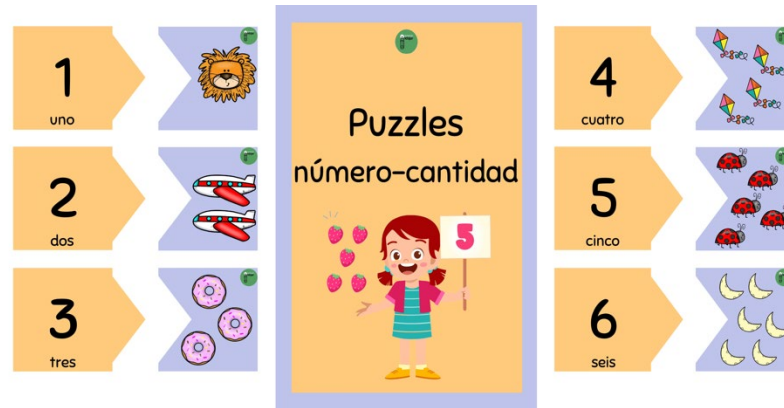 1
uno
2
dos
3
tres
Puzzles
número-cantidad
5
4
cuatro
5
cinco
6
seis